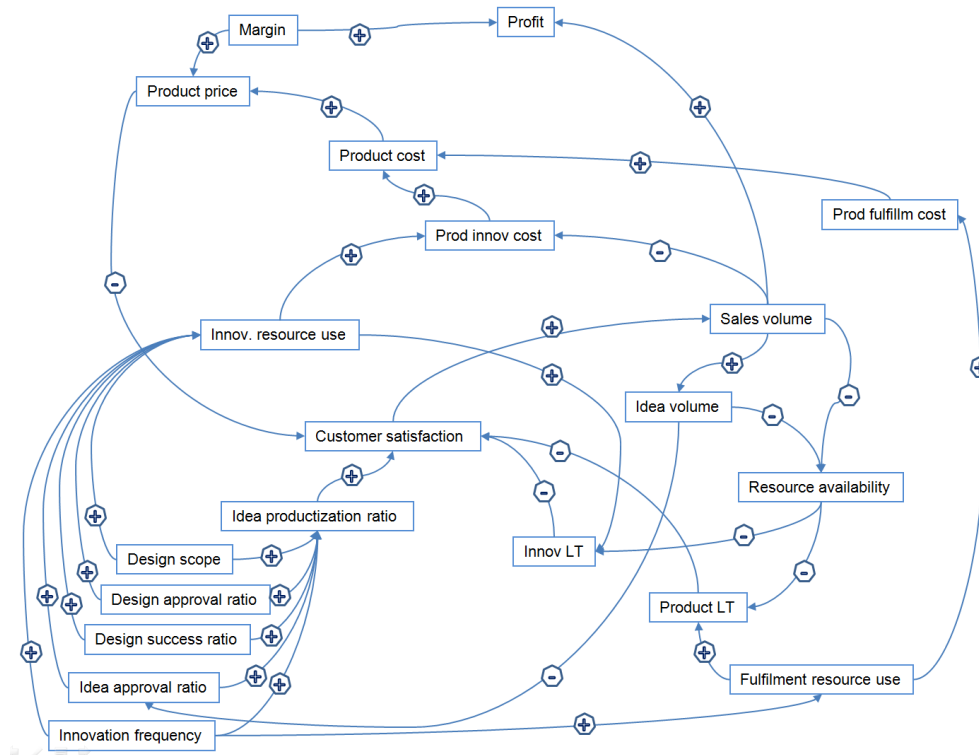 Margin
+
Profit
+
Product price
+
+
Product cost
+
+
Prod fulfillm cost
Prod innov cost
+
-
-
Sales volume
Innov. resource use
+
+
+
-
+
Idea volume
-
Customer satisfaction
-
+
Resource availability
-
Idea productization ratio
+
-
Innov LT
Design scope
+
-
Design approval ratio
+
+
+
+
Product LT
Design success ratio
+
+
+
Fulfilment resource use
Idea approval ratio
+
-
+
Innovation frequency
+